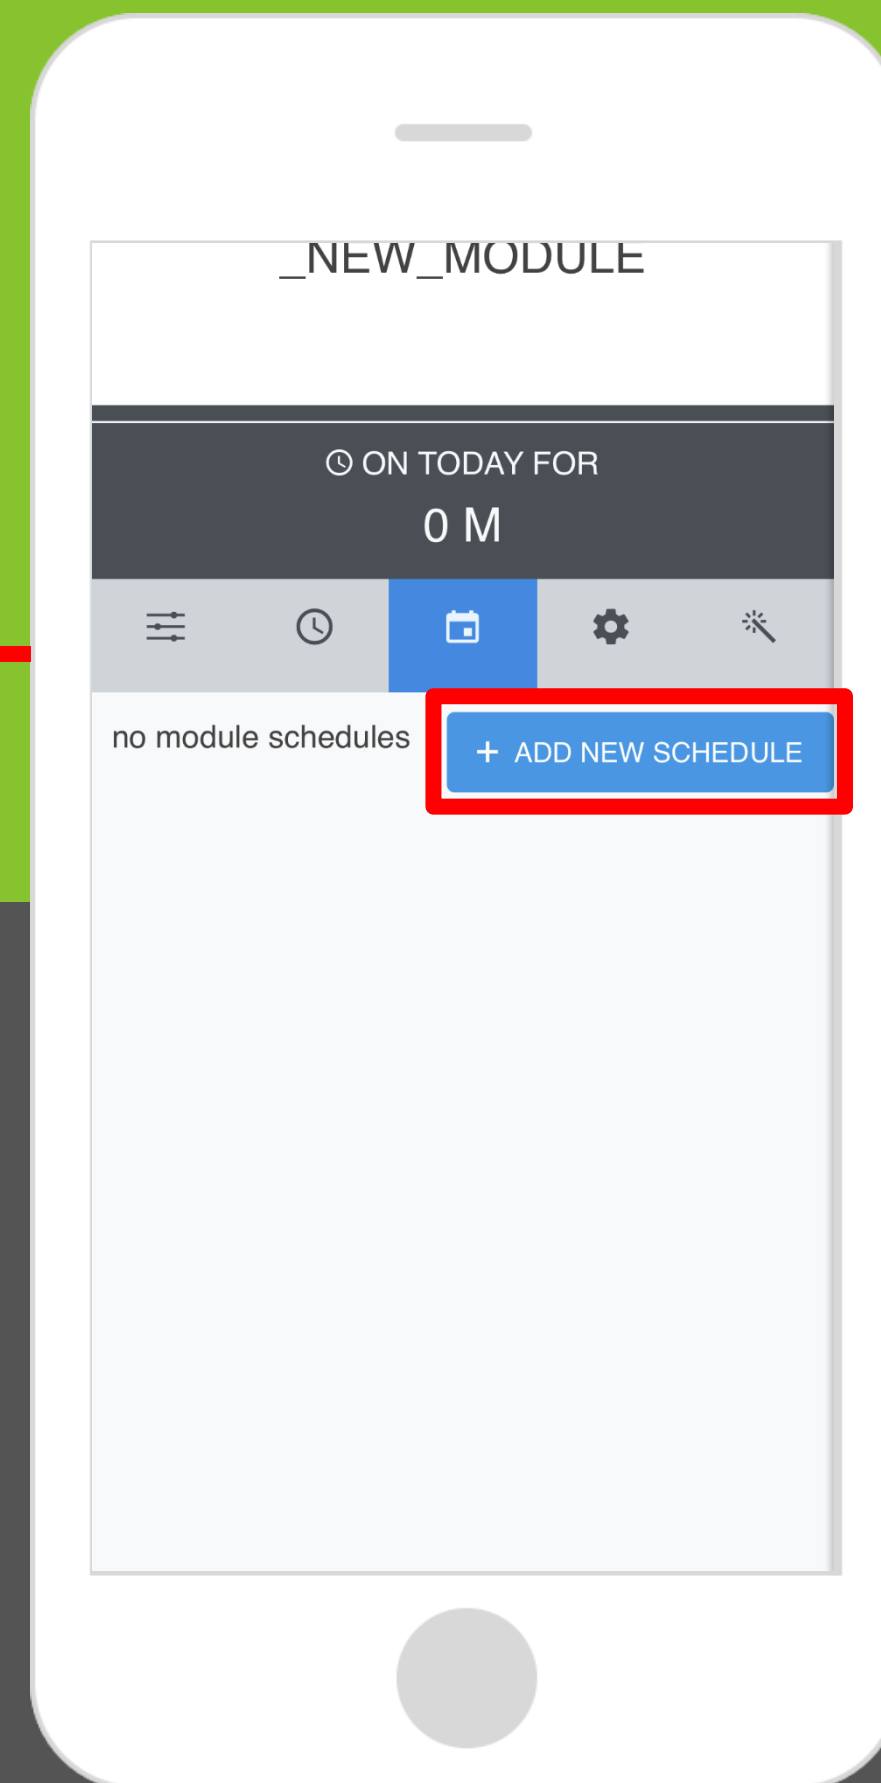 _NEW_MODULE
ON TODAY FOR
0 M
no module schedules
+ ADD NEW SCHEDULE